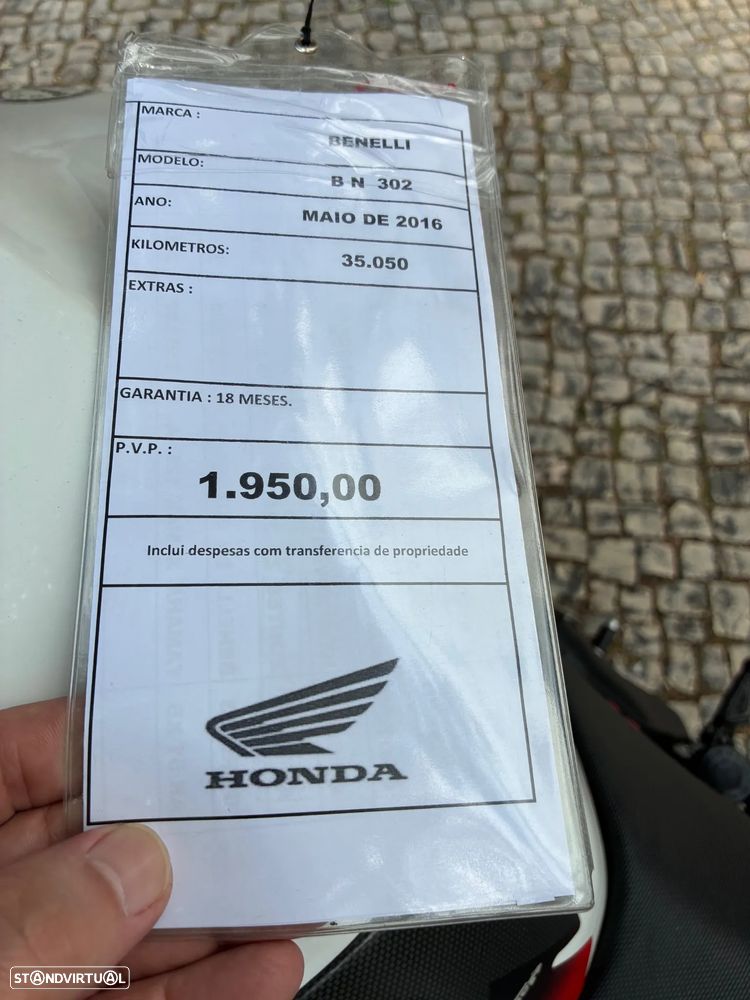 MARCA :
BENELLI
MODELO:
B N 302
ANO:
MAIO DE 2016
KILOMETROS:
35.050
EXTRAS :
GARANTIA : 18 MESES.
P.V.P. :
1.950,00
Inclui despesas com transferencia de propriedade
HONDA
STANDVIRTUAL